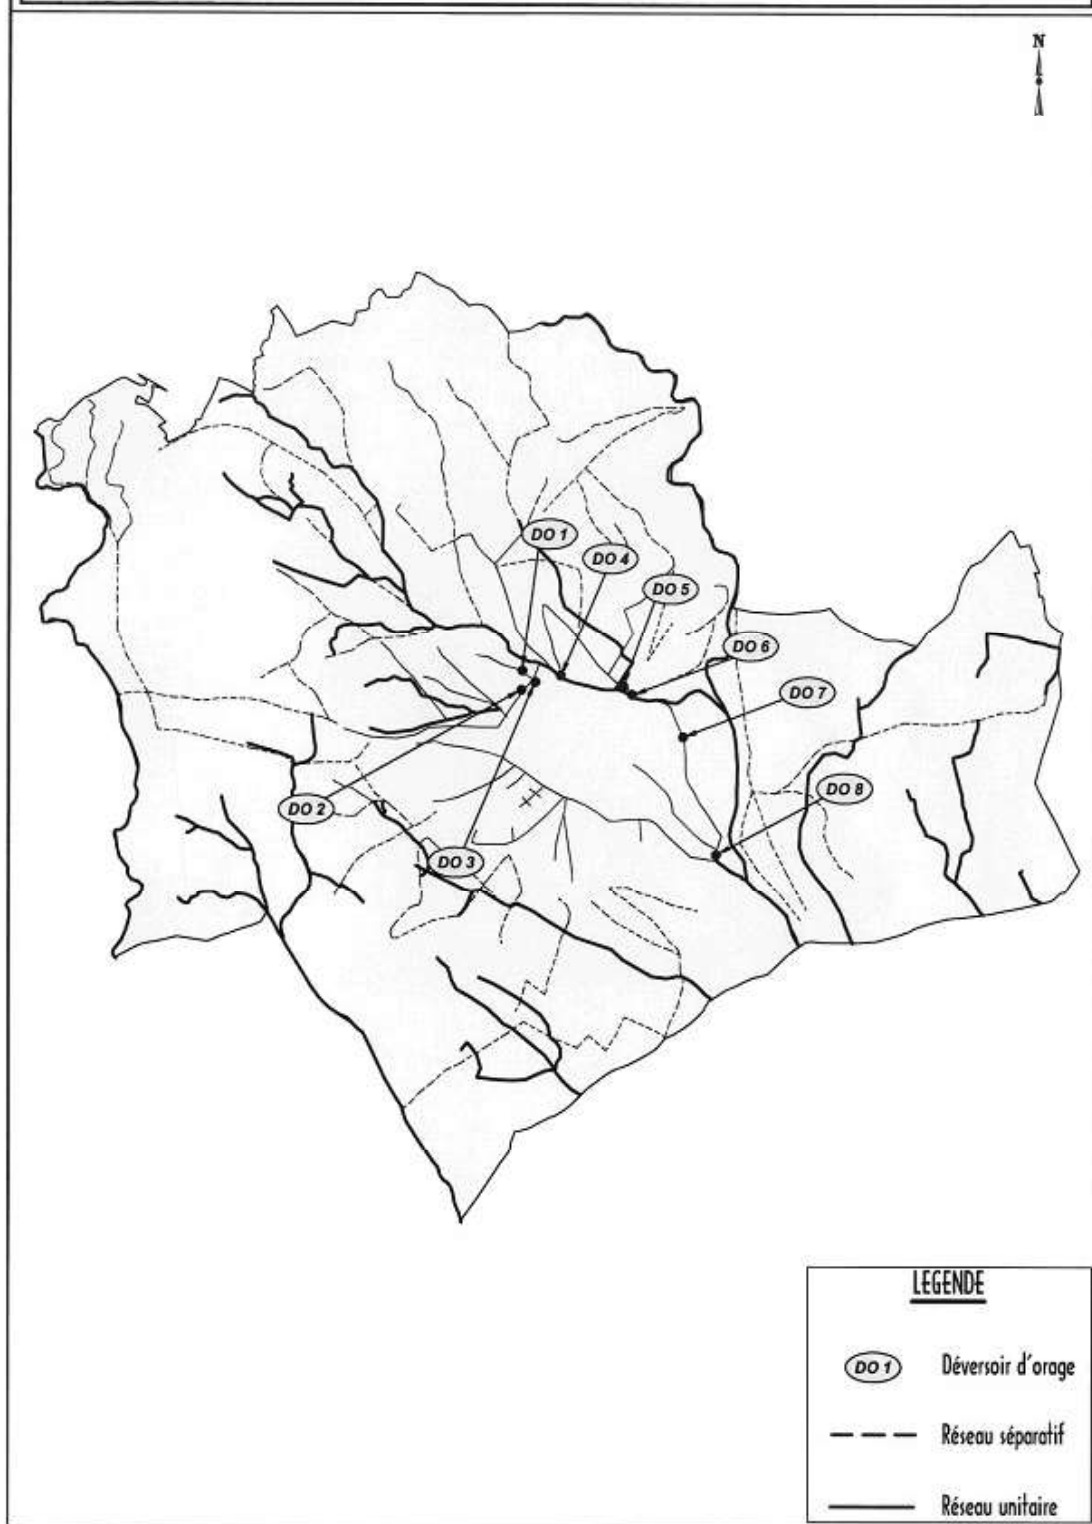 N
DO 1
DO 4
DO 5
DO 6
DO 7
DO 8
DO 2
DO 3
LEGENDE
DO 1 Déversoir d'orage
Réseau séparatif
Réseau unitaire